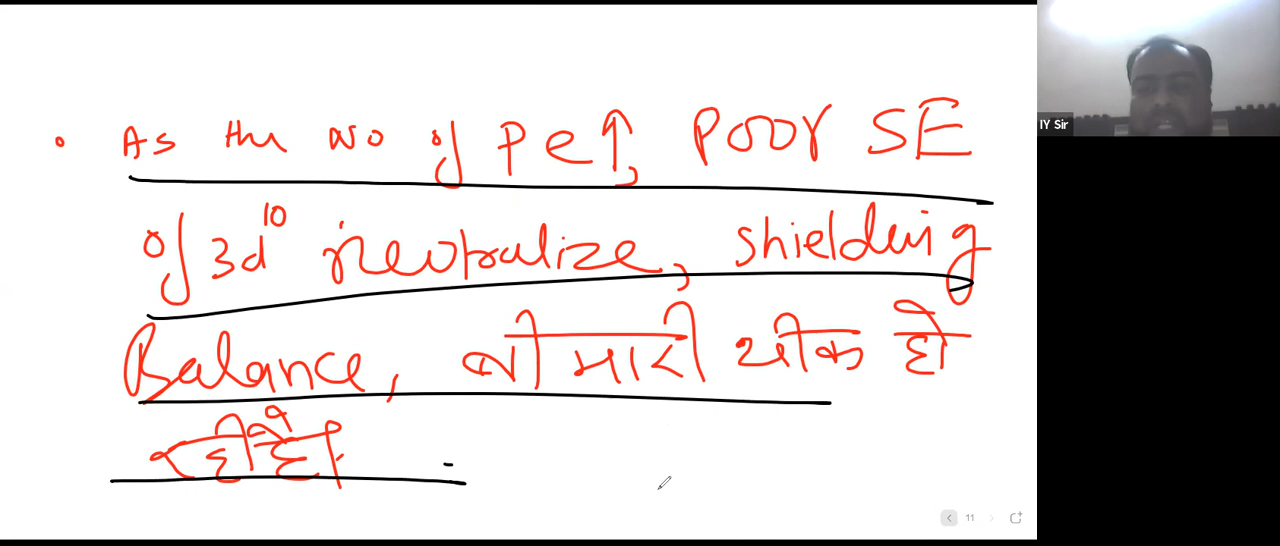 • As the No of Pe↑, Poor SE
of 3d¹⁰ neutralize, shielding
Balance, बीमारी ठीक हो
रही है
IY Sir
11